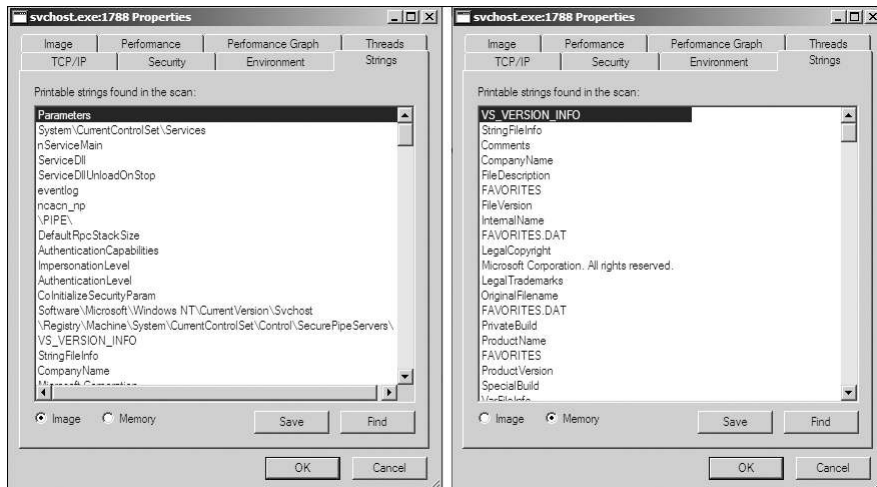 svchost.exe:1788 Properties
Image
Performance
Performance Graph
Threads
TCP/IP
Security
Environment
Strings
Printable strings found in the scan:
Parameters
System\CurrentControlSet\Services
nServiceMain
ServiceDll
ServiceDllUnloadOnStop
eventlog
ncacn_np
\PIPE\
DefaultRpcStackSize
AuthenticationCapabilities
ImpersonationLevel
AuthenticationLevel
CoInitializeSecurityParam
Software\Microsoft\Windows NT\CurrentVersion\Svchost
\Registry\Machine\System\CurrentControlSet\Control\SecurePipeServers\
VS_VERSION_INFO
StringFileInfo
CompanyName
Microsoft Corporation
Image
Memory
Save
Find
OK
Cancel
svchost.exe:1788 Properties
Image
Performance
Performance Graph
Threads
TCP/IP
Security
Environment
Strings
Printable strings found in the scan:
VS_VERSION_INFO
StringFileInfo
Comments
CompanyName
FileDescription
FAVORITES
FileVersion
InternalName
FAVORITES.DAT
LegalCopyright
Microsoft Corporation. All rights reserved.
LegalTrademarks
OriginalFilename
FAVORITES.DAT
PrivateBuild
ProductName
FAVORITES
ProductVersion
SpecialBuild
VarFileInfo
Image
Memory
Save
Find
OK
Cancel